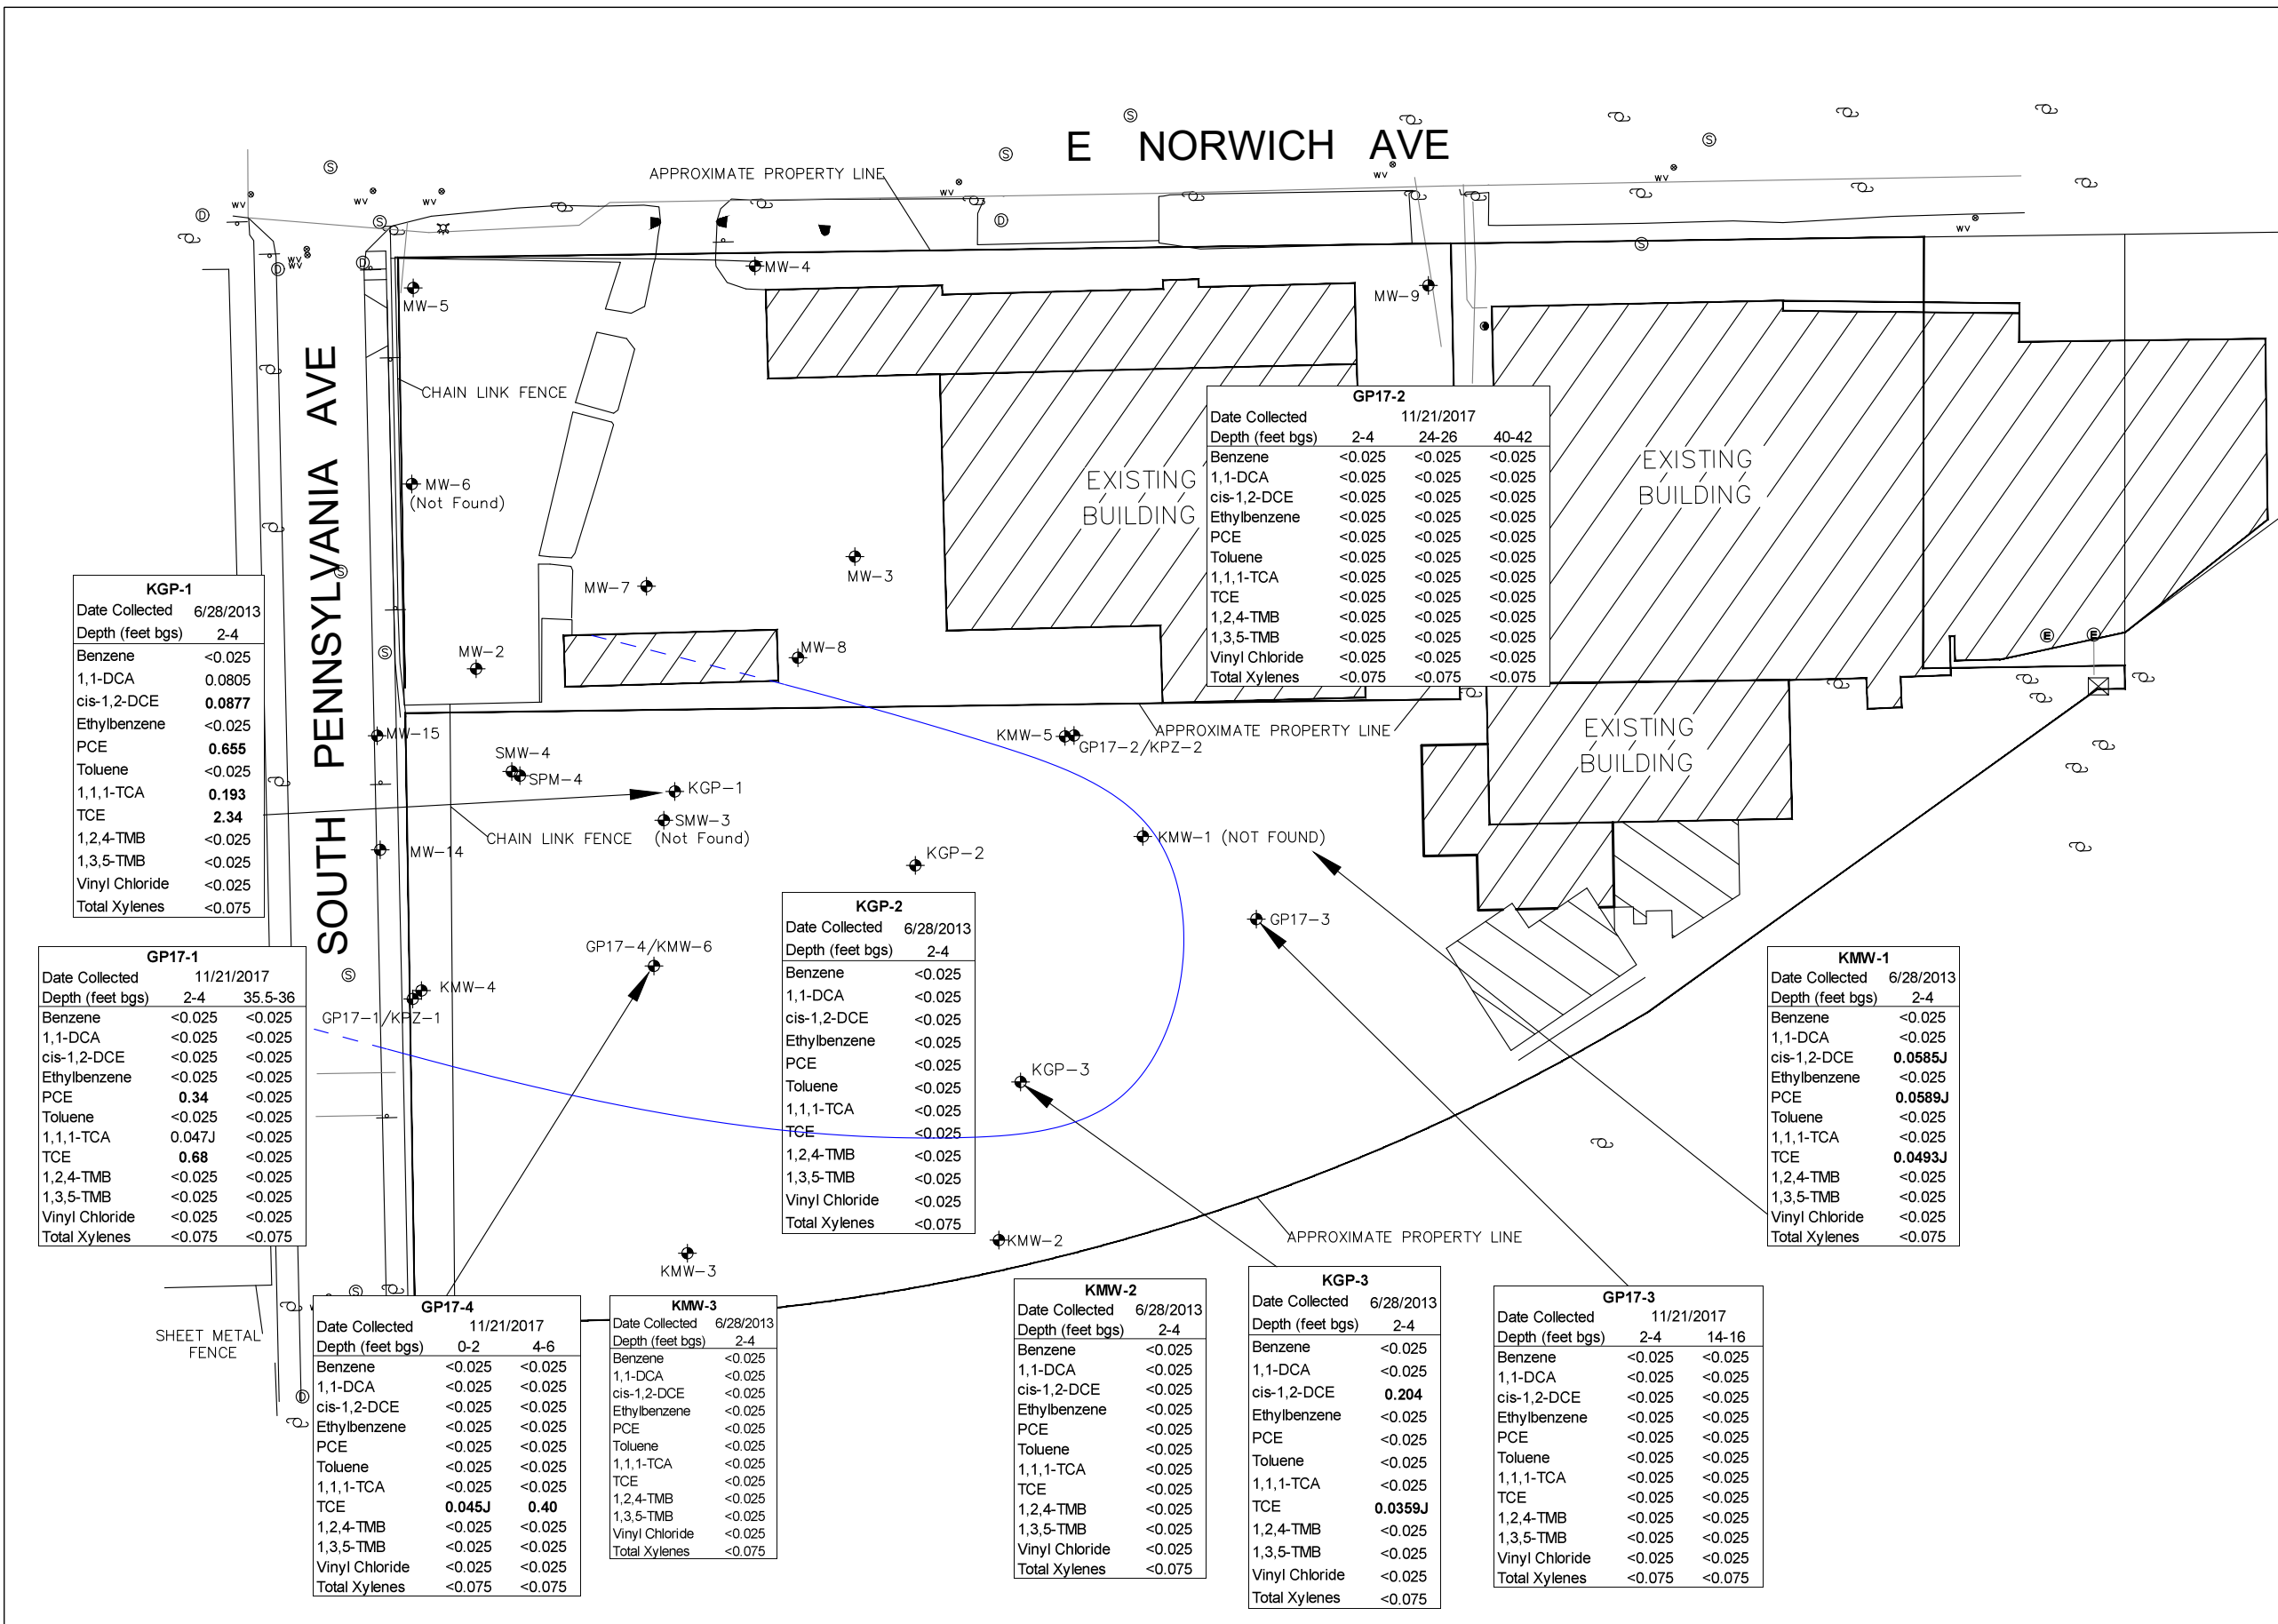 E NORWICH AVE
APPROXIMATE PROPERTY LINE
WV
WV
WV
WV
WV
WV
WV
WV
WV
S
S
S
S
S
S
D
D
D
D
MW-4
MW-5
MW-9
CHAIN LINK FENCE
SOUTH PENNSYLVANIA AVE
MW-6
(Not Found)
EXISTING
BUILDING
EXISTING
BUILDING
GP17-2
Date Collected 11/21/2017
Depth (feet bgs) 2-4 24-26 40-42
Benzene <0.025 <0.025 <0.025
1,1-DCA <0.025 <0.025 <0.025
cis-1,2-DCE <0.025 <0.025 <0.025
Ethylbenzene <0.025 <0.025 <0.025
PCE <0.025 <0.025 <0.025
Toluene <0.025 <0.025 <0.025
1,1,1-TCA <0.025 <0.025 <0.025
TCE <0.025 <0.025 <0.025
1,2,4-TMB <0.025 <0.025 <0.025
1,3,5-TMB <0.025 <0.025 <0.025
Vinyl Chloride <0.025 <0.025 <0.025
Total Xylenes <0.075 <0.075 <0.075
MW-7
MW-3
MW-2
MW-8
S
S
E
E
KGP-1
Date Collected 6/28/2013
Depth (feet bgs) 2-4
Benzene <0.025
1,1-DCA 0.0805
cis-1,2-DCE 0.0877
Ethylbenzene <0.025
PCE 0.655
Toluene <0.025
1,1,1-TCA 0.193
TCE 2.34
1,2,4-TMB <0.025
1,3,5-TMB <0.025
Vinyl Chloride <0.025
Total Xylenes <0.075
MW-15
SMW-4
SPM-4
KGP-1
SMW-3
(Not Found)
CHAIN LINK FENCE
MW-14
KMW-5
GP17-2/KPZ-2
APPROXIMATE PROPERTY LINE
EXISTING
BUILDING
KMW-1 (NOT FOUND)
KGP-2
GP17-3
GP17-4/KMW-6
KMW-4
GP17-1/KPZ-1
S
KGP-3
GP17-1
Date Collected 11/21/2017
Depth (feet bgs) 2-4 35.5-36
Benzene <0.025 <0.025
1,1-DCA <0.025 <0.025
cis-1,2-DCE <0.025 <0.025
Ethylbenzene <0.025 <0.025
PCE 0.34 <0.025
Toluene <0.025 <0.025
1,1,1-TCA 0.047J <0.025
TCE 0.68 <0.025
1,2,4-TMB <0.025 <0.025
1,3,5-TMB <0.025 <0.025
Vinyl Chloride <0.025 <0.025
Total Xylenes <0.075 <0.075
KGP-2
Date Collected 6/28/2013
Depth (feet bgs) 2-4
Benzene <0.025
1,1-DCA <0.025
cis-1,2-DCE <0.025
Ethylbenzene <0.025
PCE <0.025
Toluene <0.025
1,1,1-TCA <0.025
TCE <0.025
1,2,4-TMB <0.025
1,3,5-TMB <0.025
Vinyl Chloride <0.025
Total Xylenes <0.075
KMW-1
Date Collected 6/28/2013
Depth (feet bgs) 2-4
Benzene <0.025
1,1-DCA <0.025
cis-1,2-DCE 0.0585J
Ethylbenzene <0.025
PCE 0.0589J
Toluene <0.025
1,1,1-TCA <0.025
TCE 0.0493J
1,2,4-TMB <0.025
1,3,5-TMB <0.025
Vinyl Chloride <0.025
Total Xylenes <0.075
KMW-3
KMW-2
APPROXIMATE PROPERTY LINE
S
SHEET METAL
FENCE
D
GP17-4
Date Collected 11/21/2017
Depth (feet bgs) 0-2 4-6
Benzene <0.025 <0.025
1,1-DCA <0.025 <0.025
cis-1,2-DCE <0.025 <0.025
Ethylbenzene <0.025 <0.025
PCE <0.025 <0.025
Toluene <0.025 <0.025
1,1,1-TCA <0.025 <0.025
TCE 0.045J 0.40
1,2,4-TMB <0.025 <0.025
1,3,5-TMB <0.025 <0.025
Vinyl Chloride <0.025 <0.025
Total Xylenes <0.075 <0.075
KMW-3
Date Collected 6/28/2013
Depth (feet bgs) 2-4
Benzene <0.025
1,1-DCA <0.025
cis-1,2-DCE <0.025
Ethylbenzene <0.025
PCE <0.025
Toluene <0.025
1,1,1-TCA <0.025
TCE <0.025
1,2,4-TMB <0.025
1,3,5-TMB <0.025
Vinyl Chloride <0.025
Total Xylenes <0.075
KMW-2
Date Collected 6/28/2013
Depth (feet bgs) 2-4
Benzene <0.025
1,1-DCA <0.025
cis-1,2-DCE <0.025
Ethylbenzene <0.025
PCE <0.025
Toluene <0.025
1,1,1-TCA <0.025
TCE <0.025
1,2,4-TMB <0.025
1,3,5-TMB <0.025
Vinyl Chloride <0.025
Total Xylenes <0.075
KGP-3
Date Collected 6/28/2013
Depth (feet bgs) 2-4
Benzene <0.025
1,1-DCA <0.025
cis-1,2-DCE 0.204
Ethylbenzene <0.025
PCE <0.025
Toluene <0.025
1,1,1-TCA <0.025
TCE 0.0359J
1,2,4-TMB <0.025
1,3,5-TMB <0.025
Vinyl Chloride <0.025
Total Xylenes <0.075
GP17-3
Date Collected 11/21/2017
Depth (feet bgs) 2-4 14-16
Benzene <0.025 <0.025
1,1-DCA <0.025 <0.025
cis-1,2-DCE <0.025 <0.025
Ethylbenzene <0.025 <0.025
PCE <0.025 <0.025
Toluene <0.025 <0.025
1,1,1-TCA <0.025 <0.025
TCE <0.025 <0.025
1,2,4-TMB <0.025 <0.025
1,3,5-TMB <0.025 <0.025
Vinyl Chloride <0.025 <0.025
Total Xylenes <0.075 <0.075